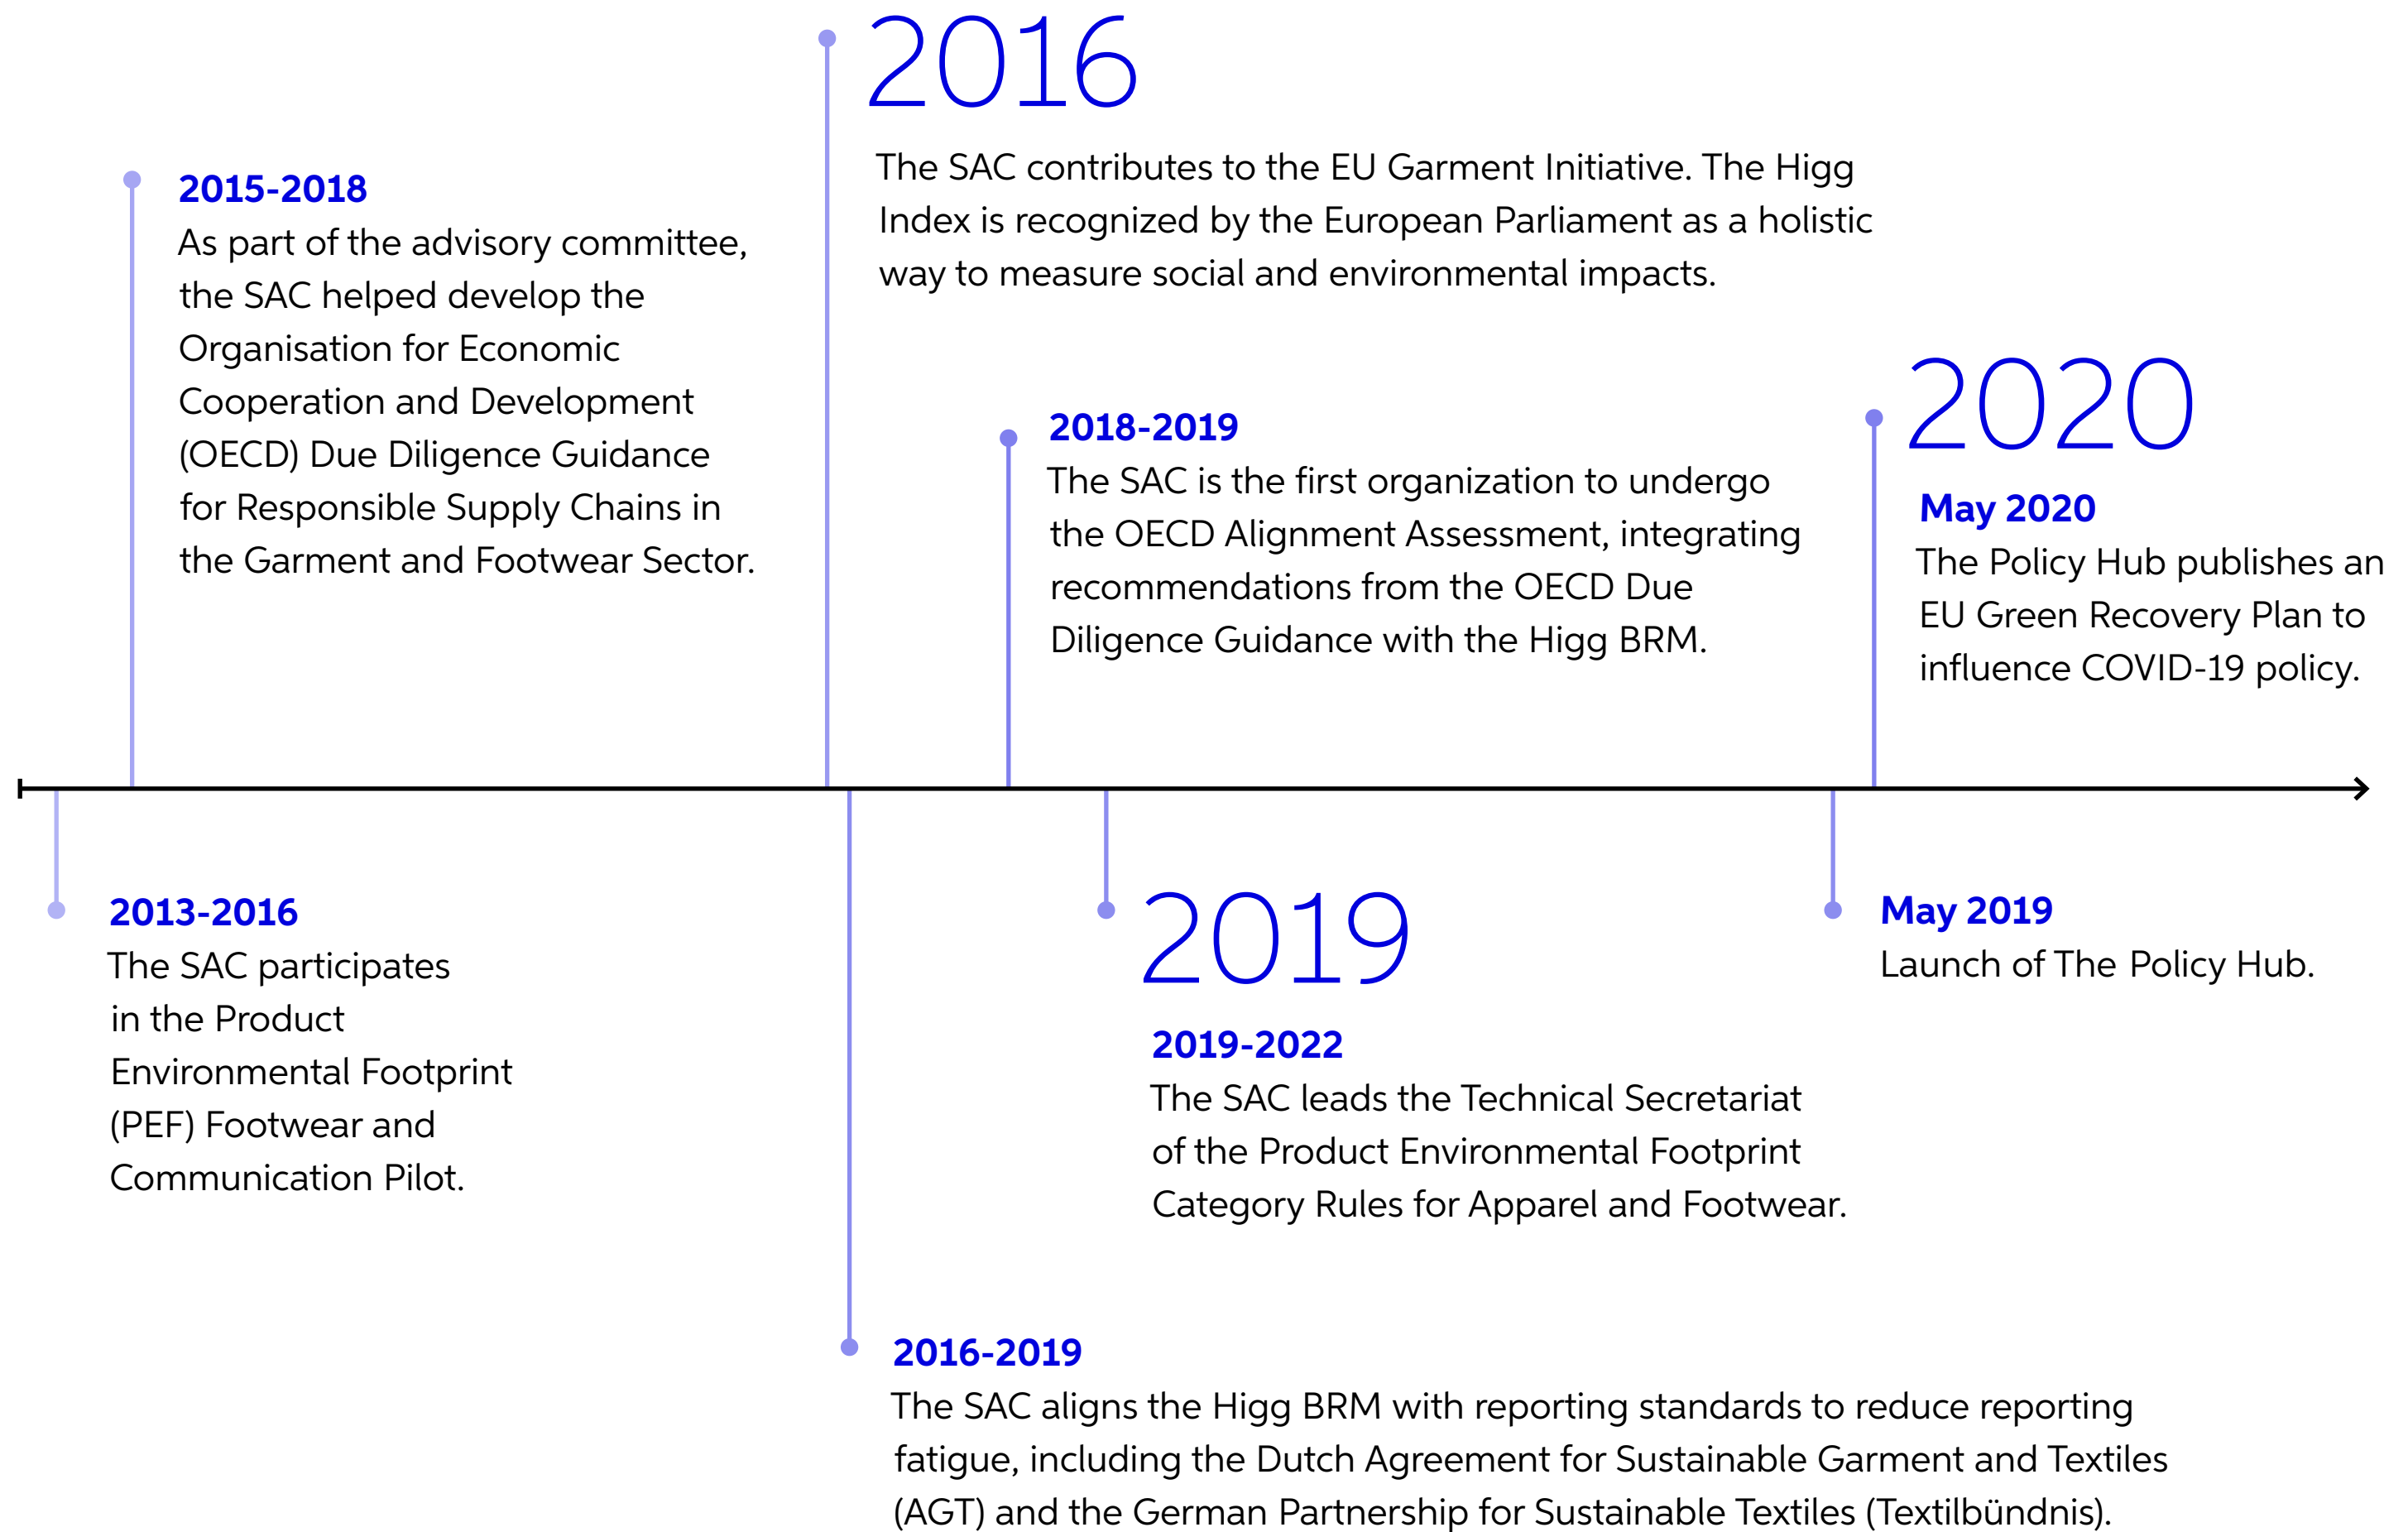 2016
The SAC contributes to the EU Garment Initiative. The Higg
Index is recognized by the European Parliament as a holistic
way to measure social and environmental impacts.
2015-2018
As part of the advisory committee,
the SAC helped develop the
Organisation for Economic
Cooperation and Development
(OECD) Due Diligence Guidance
for Responsible Supply Chains in
the Garment and Footwear Sector.
2018-2019
The SAC is the first organization to undergo
the OECD Alignment Assessment, integrating
recommendations from the OECD Due
Diligence Guidance with the Higg BRM.
2020
May 2020
The Policy Hub publishes an
EU Green Recovery Plan to
influence COVID-19 policy.
2013-2016
The SAC participates
in the Product
Environmental Footprint
(PEF) Footwear and
Communication Pilot.
2019
2019-2022
The SAC leads the Technical Secretariat
of the Product Environmental Footprint
Category Rules for Apparel and Footwear.
May 2019
Launch of The Policy Hub.
2016-2019
The SAC aligns the Higg BRM with reporting standards to reduce reporting
fatigue, including the Dutch Agreement for Sustainable Garment and Textiles
(AGT) and the German Partnership for Sustainable Textiles (Textilbündnis).